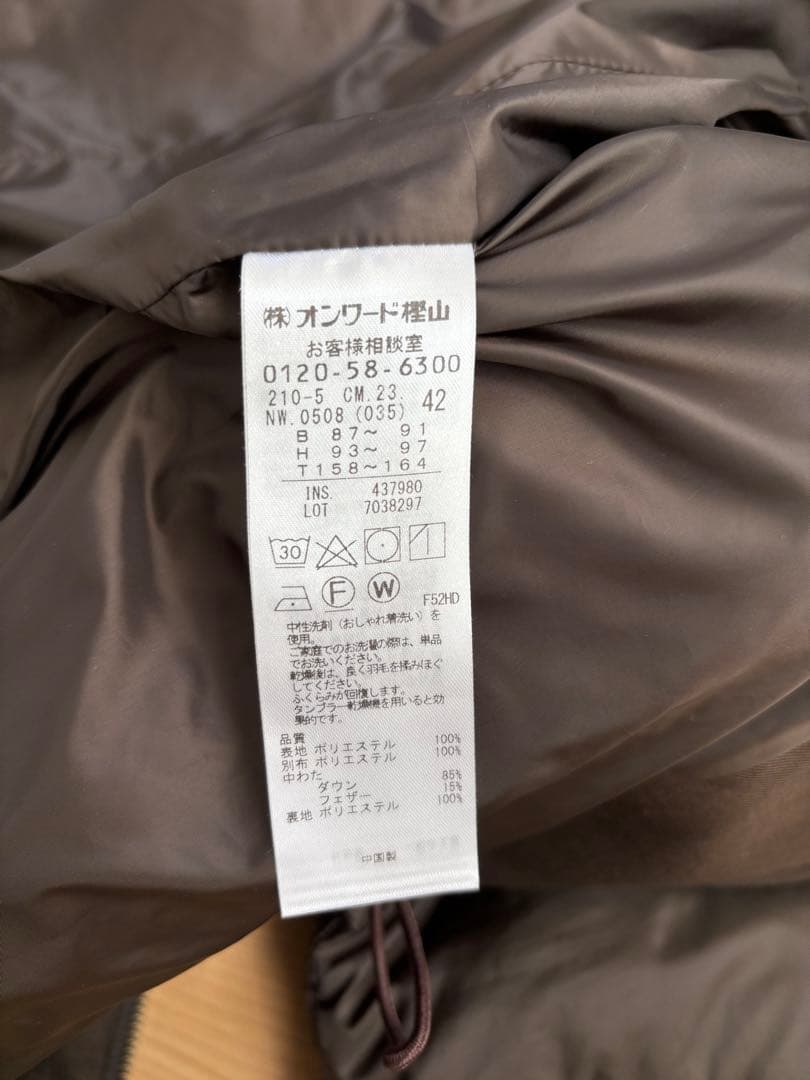 ㈱オンワード樫山
お客様相談室
0120-58-6300
210-5 CM.23. 42
NW.0508 (035)
B 87～ 91
H 93～ 97
T158～164
INS. 437980
LOT 7038297
30
F W F52HD
中性洗剤（おしゃれ着洗い）を
使用。
ご家庭でのお洗濯の際は、単品
でお洗いください。
乾燥後は、良く羽毛を揉みほぐ
してください。
ふくらみが回復します。
タンブラー乾燥機を用いると効
果的です。
品質
表地 ポリエステル 100%
別布 ポリエステル 100%
中わた
ダウン 85%
フェザー 15%
裏地 ポリエステル 100%
中国製